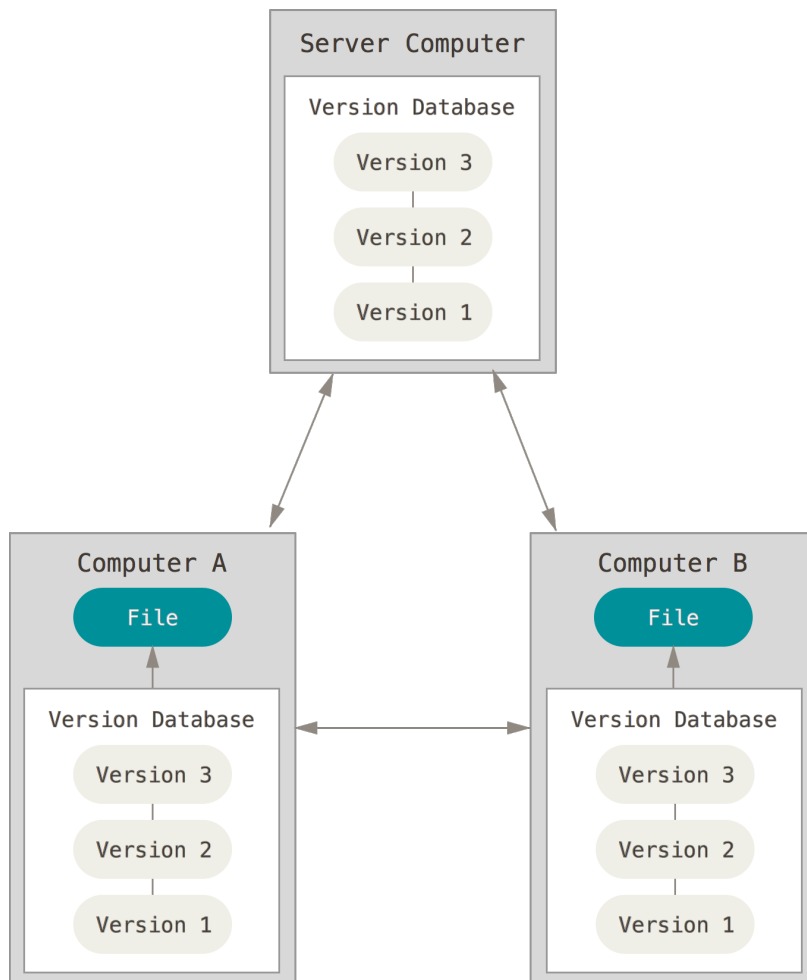 Server Computer
Version Database
Version 3
Version 2
Version 1
Computer A
File
Version Database
Version 3
Version 2
Version 1
Computer B
File
Version Database
Version 3
Version 2
Version 1